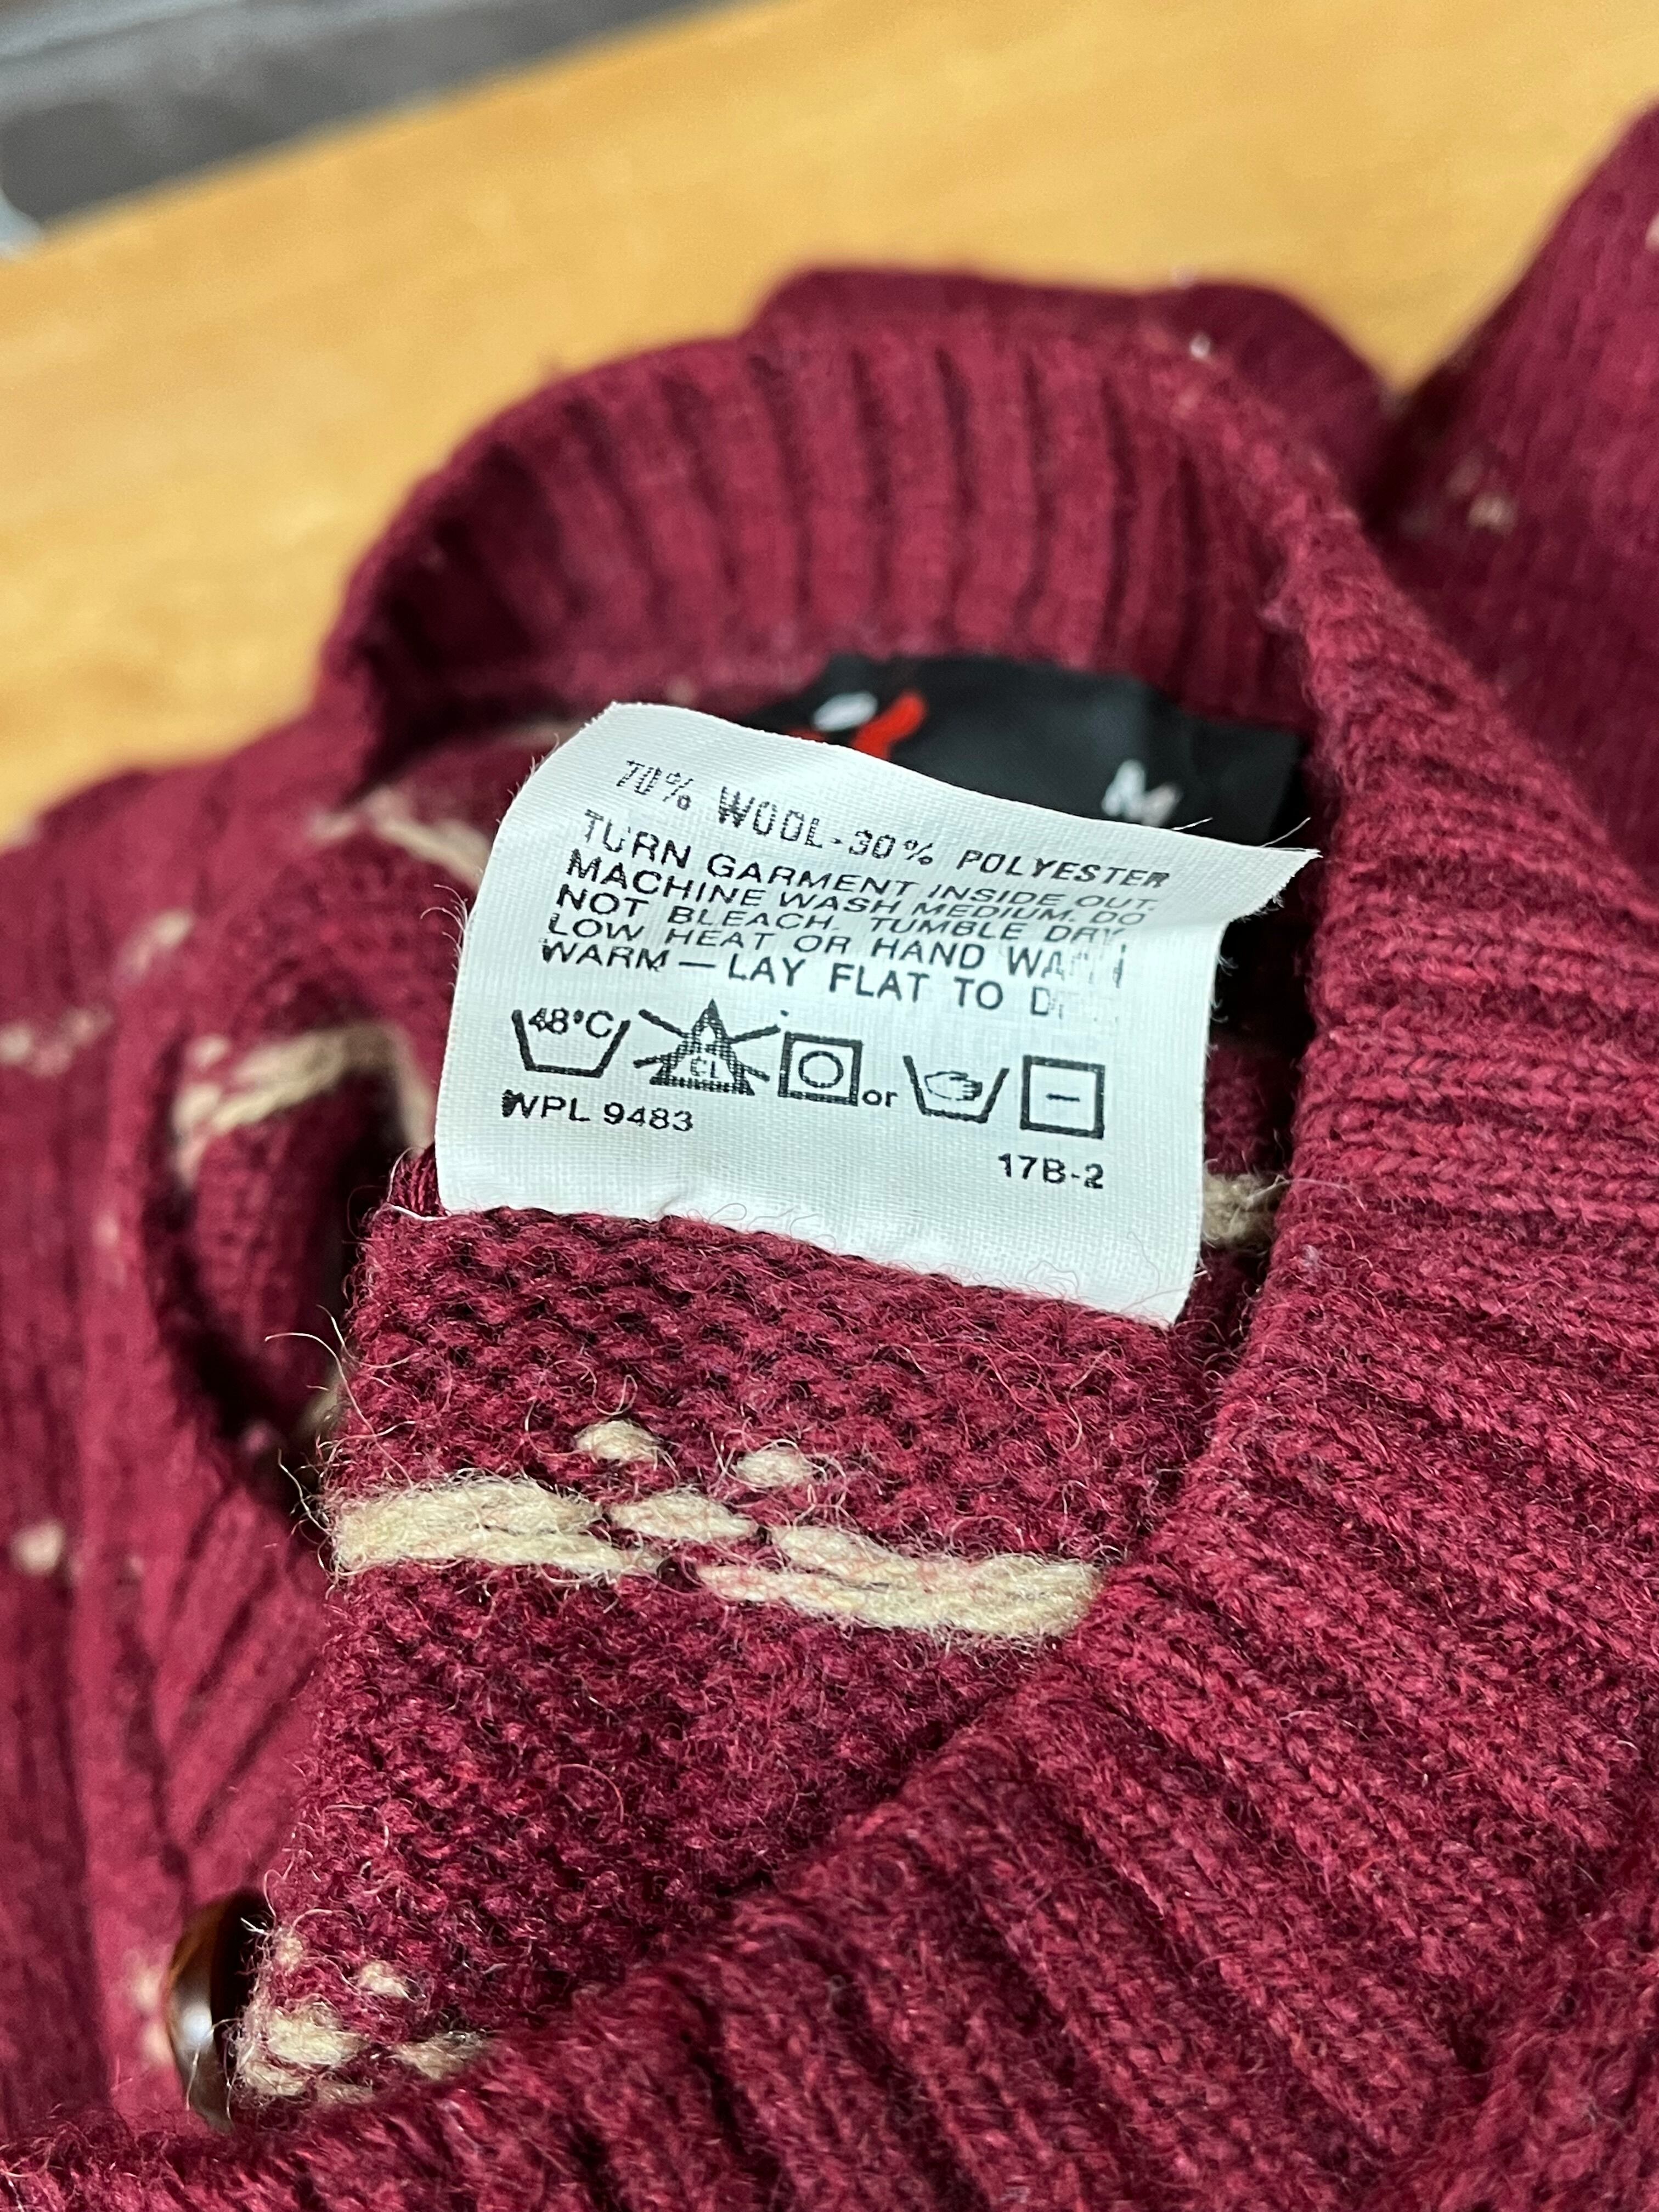 M
70% WOOL-30% POLYESTER
TURN GARMENT INSIDE OUT.
MACHINE WASH MEDIUM. DO
NOT BLEACH. TUMBLE DRY
LOW HEAT OR HAND WASH
WARM — LAY FLAT TO
48°C
CL
or
WPL 9483
17B-2